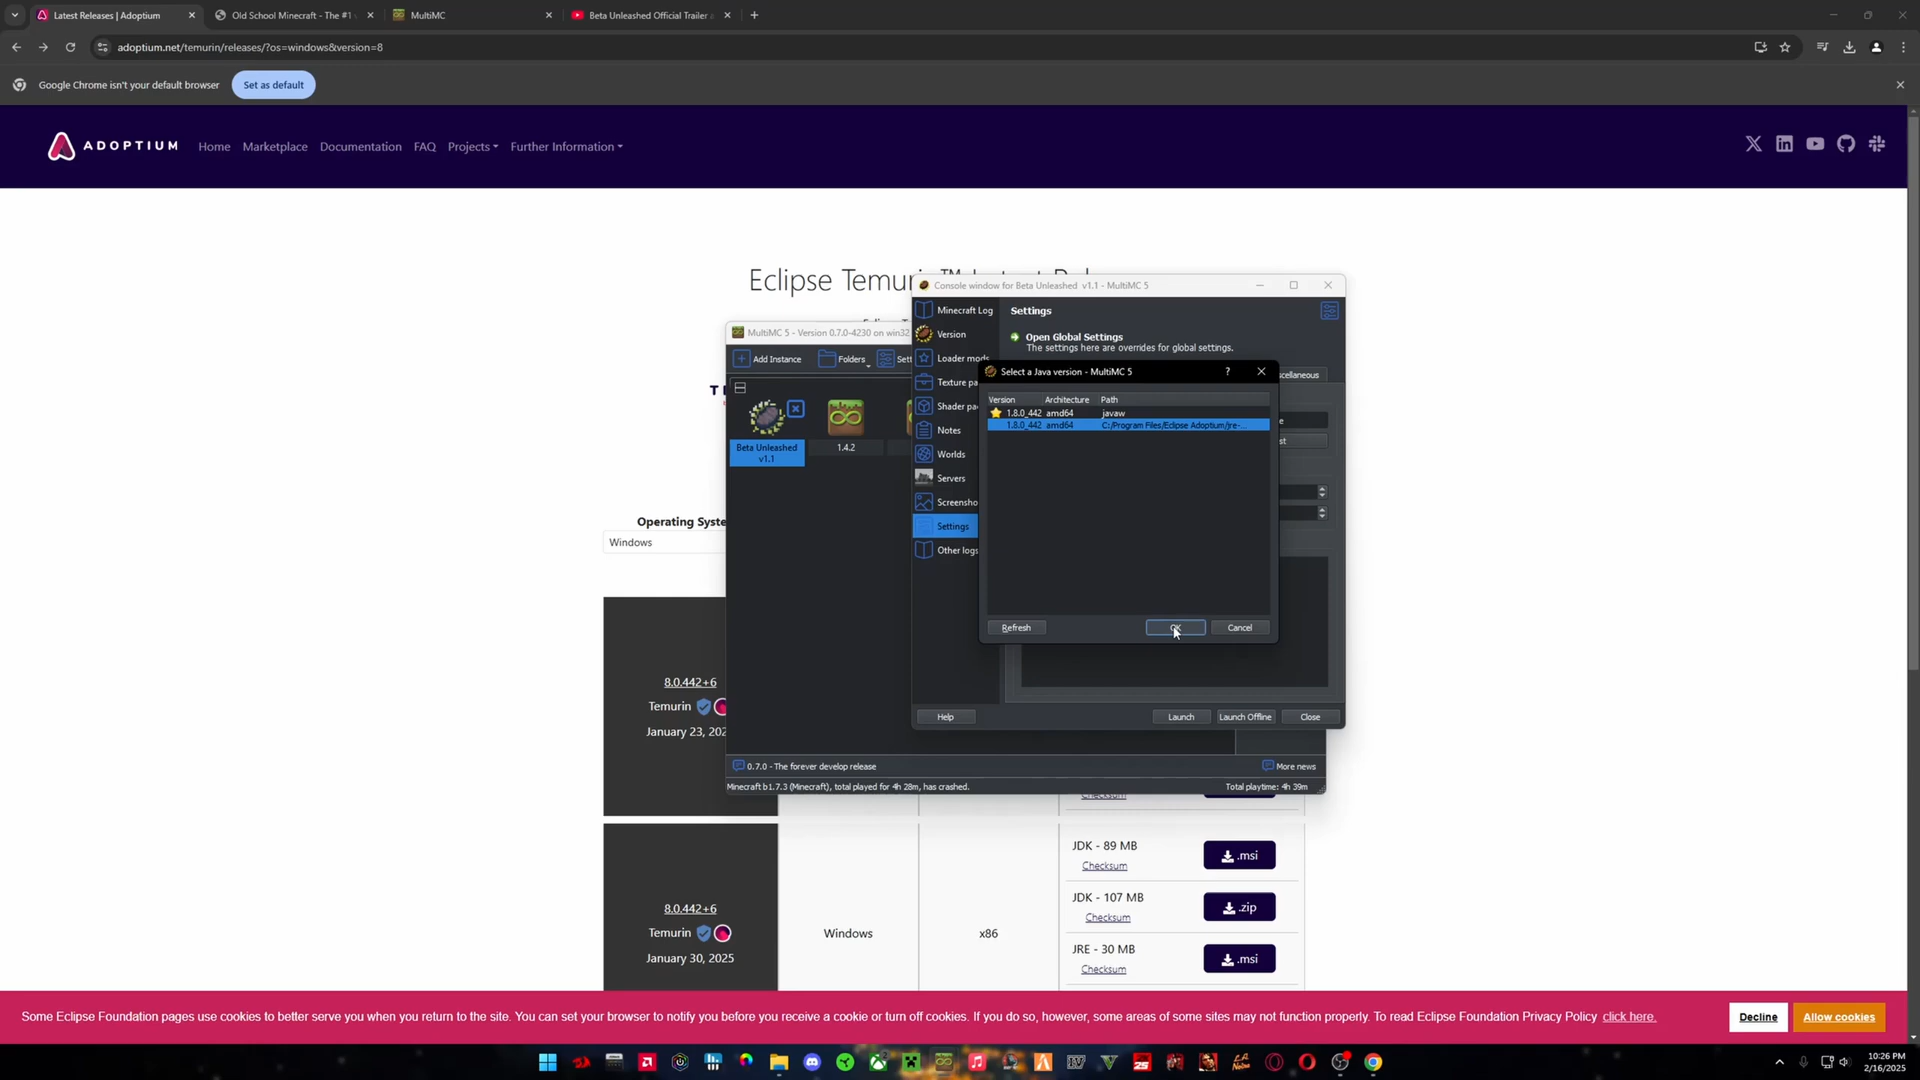 Latest Releases | Adoptium
Old School Minecraft - The #1
MultiMC
Beta Unleashed Official Trailer
adoptium.net/temurin/releases/?os=windows&version=8
Google Chrome isn't your default browser
Set as default
ADOPTIUM
Home
Marketplace
Documentation
FAQ
Projects
Further Information
Eclipse Temuri
Console window for Beta Unleashed v1.1 - MultiMC 5
Minecraft Log
Version
Loader mods
Texture pa
Shader pa
Notes
Worlds
Servers
Screensho
Settings
Other logs
Settings
Open Global Settings
The settings here are overrides for global settings.
scellaneous
MultiMC 5 - Version 0.7.0-4230 on win32
Add Instance
Folders
Sett
Beta Unleashed
v1.1
1.4.2
Select a Java version - MultiMC 5
?
Version Architecture Path
1.8.0_442 amd64 javaw
1.8.0_442 amd64 C:/Program Files/Eclipse Adoptium/jre-...
Refresh
OK
Cancel
Help
Launch
Launch Offline
Close
0.7.0 - The forever develop release
More news
Minecraft b1.7.3 (Minecraft), total played for 4h 28m, has crashed.
Total playtime: 4h 39m
Operating Syste
Windows
8.0.442+6
Temurin
January 23, 202
Checksum
8.0.442+6
Temurin
January 30, 2025
Windows
x86
JDK - 89 MB
Checksum
.msi
JDK - 107 MB
Checksum
.zip
JRE - 30 MB
Checksum
.msi
Some Eclipse Foundation pages use cookies to better serve you when you return to the site. You can set your browser to notify you before you receive a cookie or turn off cookies. If you do so, however, some areas of some sites may not function properly. To read Eclipse Foundation Privacy Policy click here.
Decline
Allow cookies
10:26 PM
2/16/2025